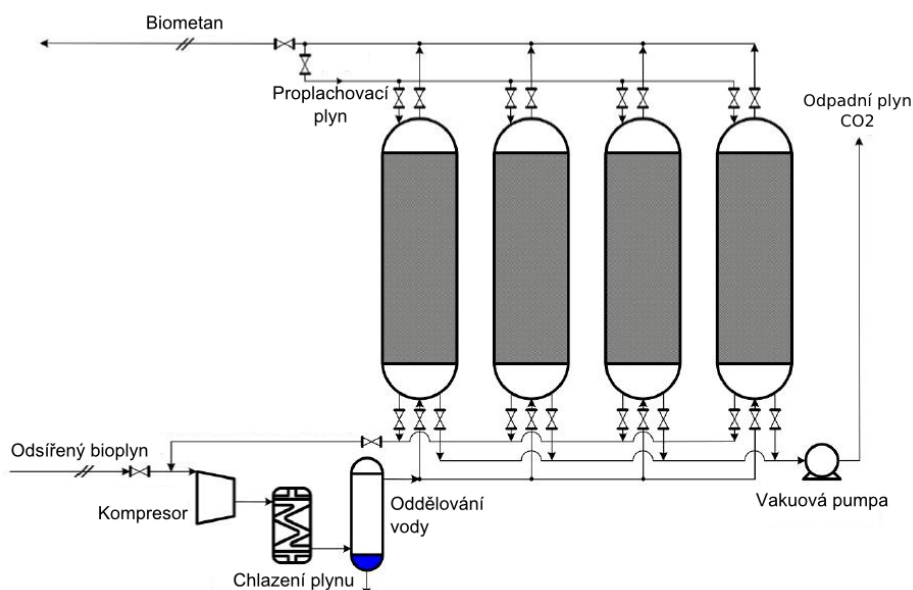 Biometan
Proplachovací
plyn
Odpadní plyn
CO2
Odsířený bioplyn
Kompresor
Oddělování
vody
Vakuová pumpa
Chlazení plynu